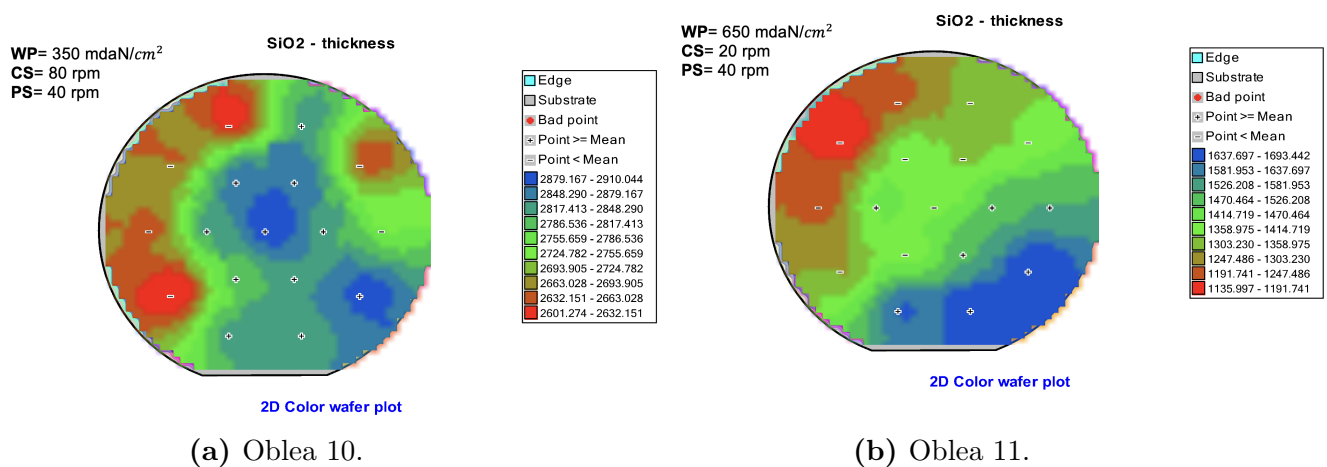 SiO2 - thickness
WP= 350 mdaN/cm²
CS= 80 rpm
PS= 40 rpm
Edge
Substrate
Bad point
+ Point >= Mean
- Point < Mean
2879.167 - 2910.044
2848.290 - 2879.167
2817.413 - 2848.290
2786.536 - 2817.413
2755.659 - 2786.536
2724.782 - 2755.659
2693.905 - 2724.782
2663.028 - 2693.905
2632.151 - 2663.028
2601.274 - 2632.151
2D Color wafer plot
(a) Oblea 10.
SiO2 - thickness
WP= 650 mdaN/cm²
CS= 20 rpm
PS= 40 rpm
Edge
Substrate
Bad point
+ Point >= Mean
- Point < Mean
1637.697 - 1693.442
1581.953 - 1637.697
1526.208 - 1581.953
1470.464 - 1526.208
1414.719 - 1470.464
1358.975 - 1414.719
1303.230 - 1358.975
1247.486 - 1303.230
1191.741 - 1247.486
1135.997 - 1191.741
2D Color wafer plot
(b) Oblea 11.